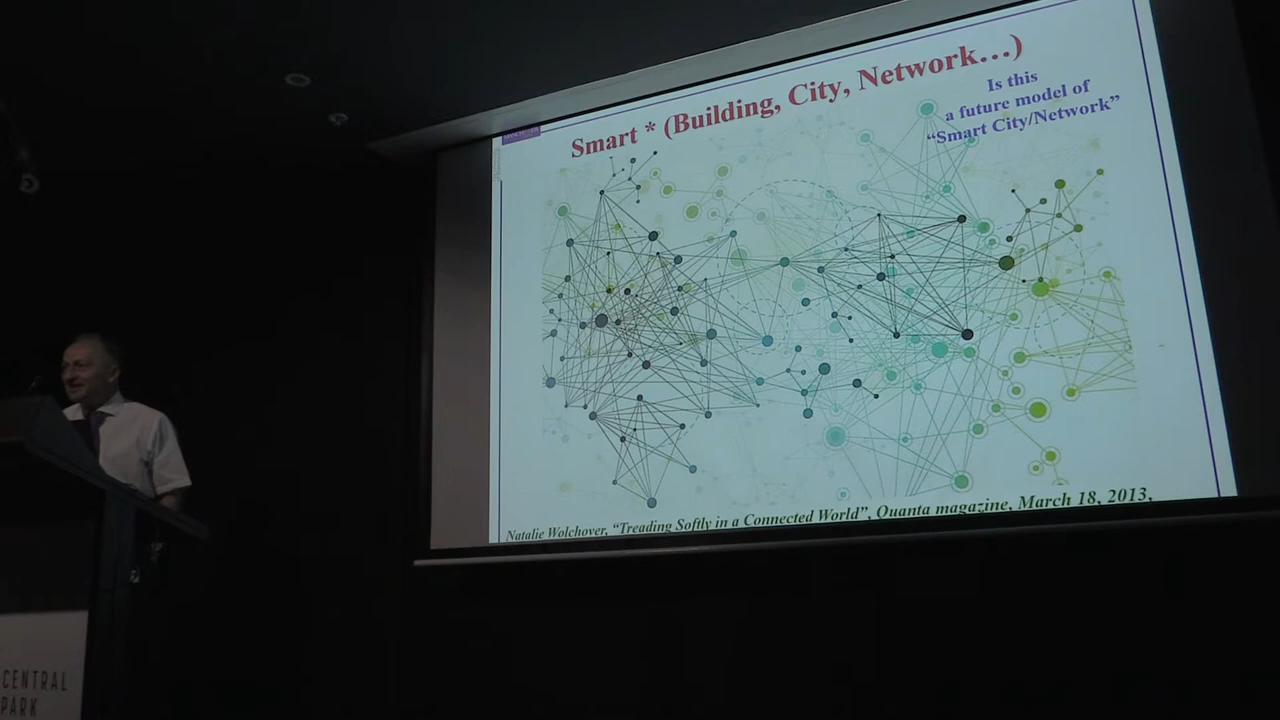 Smart * (Building, City, Network…)
Is this
a future model of
“Smart City/Network”
Natalie Wolchover, “Treading Softly in a Connected World”, Quanta magazine, March 18, 2013,
CENTRAL
PARK